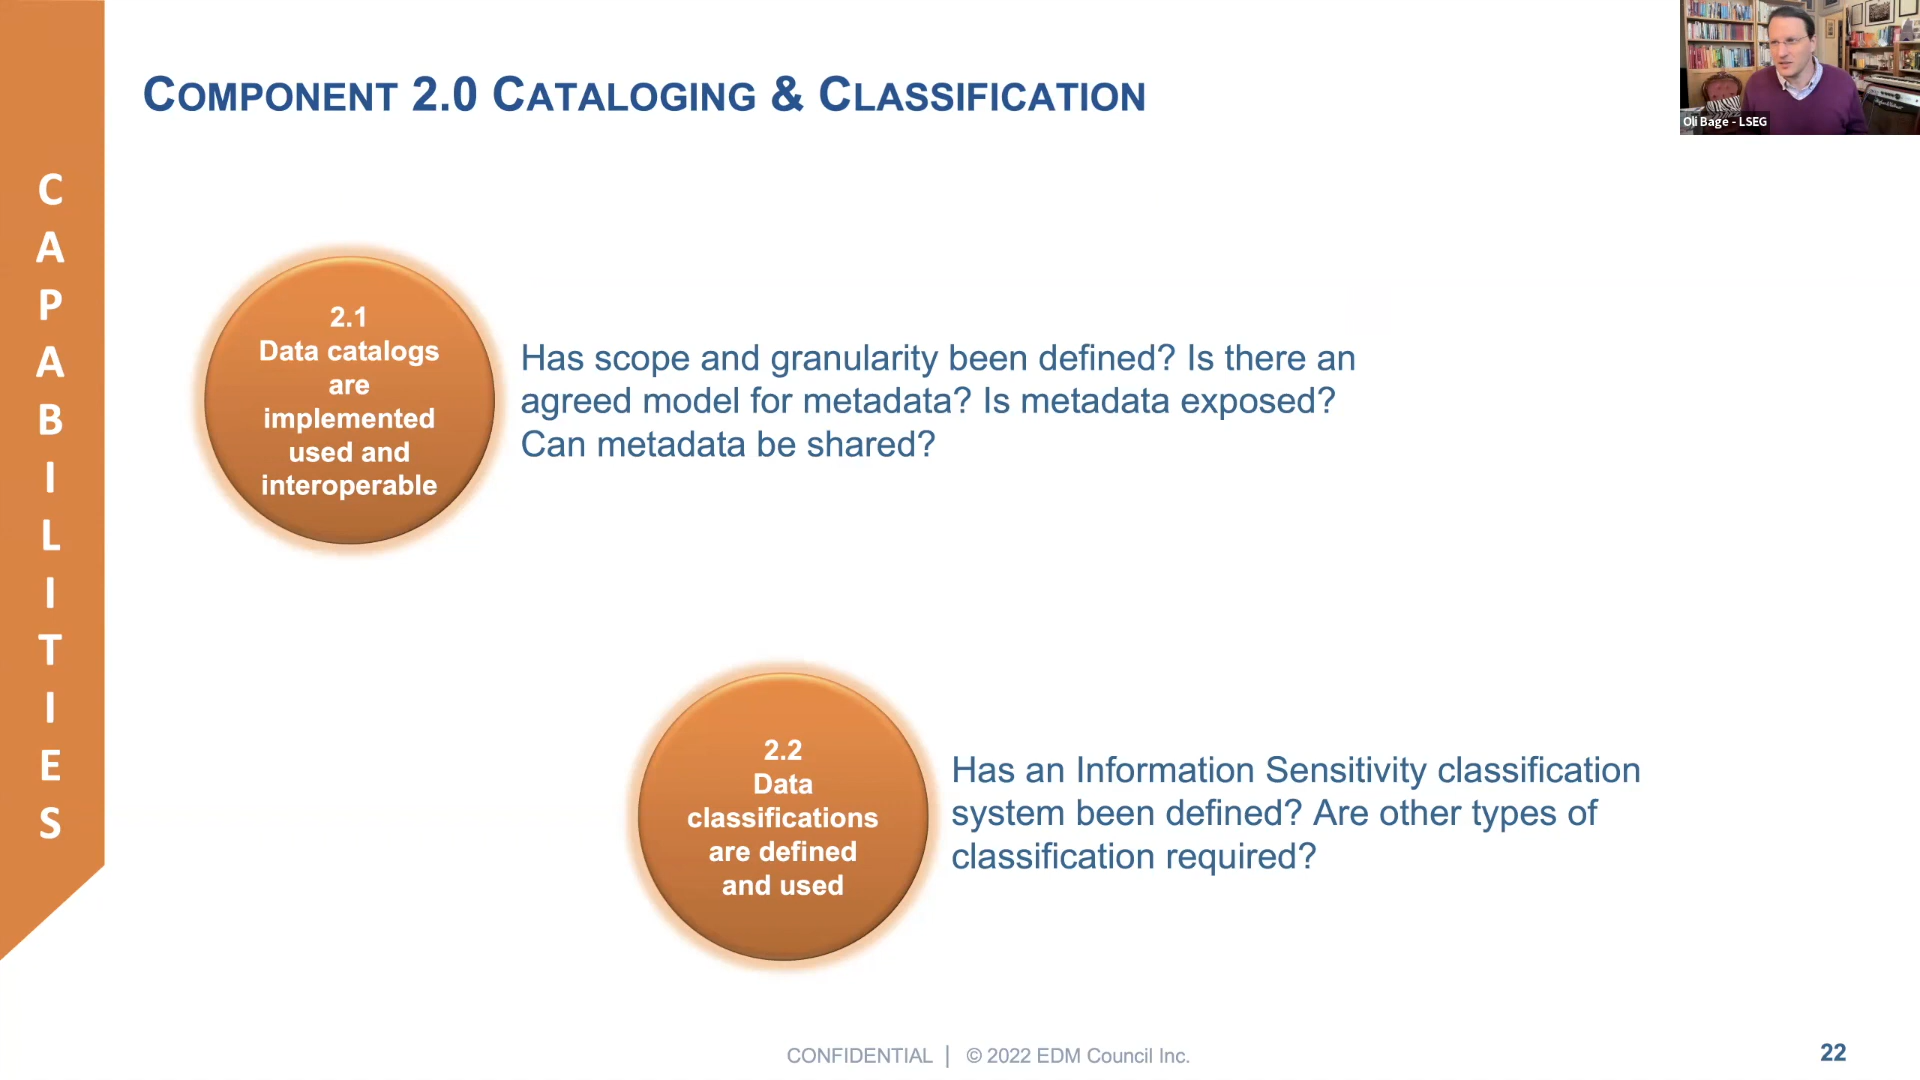 COMPONENT 2.0 CATALOGING & CLASSIFICATION
Oli Bage - LSEG
C
A
P
A
B
I
L
I
T
I
E
S
2.1
Data catalogs
are
implemented
used and
interoperable
Has scope and granularity been defined? Is there an
agreed model for metadata? Is metadata exposed?
Can metadata be shared?
2.2
Data
classifications
are defined
and used
Has an Information Sensitivity classification
system been defined? Are other types of
classification required?
CONFIDENTIAL | © 2022 EDM Council Inc.
22